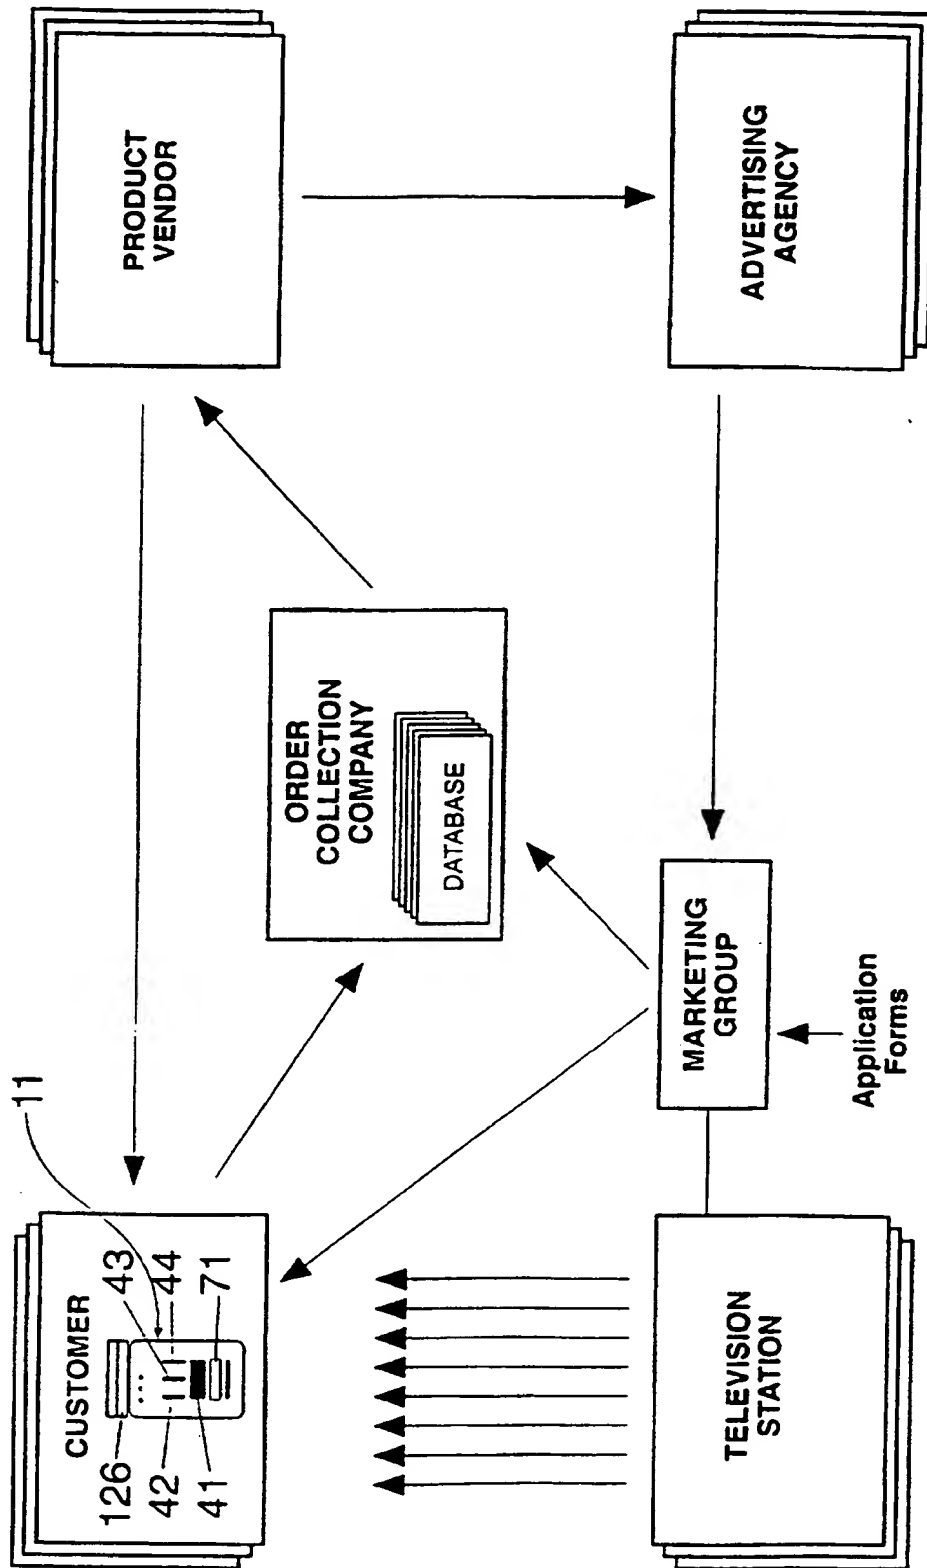 CUSTOMER
126
42
41
43
44
71
11
PRODUCT
VENDOR
ORDER
COLLECTION
COMPANY
DATABASE
TELEVISION
STATION
MARKETING
GROUP
Application
Forms
ADVERTISING
AGENCY